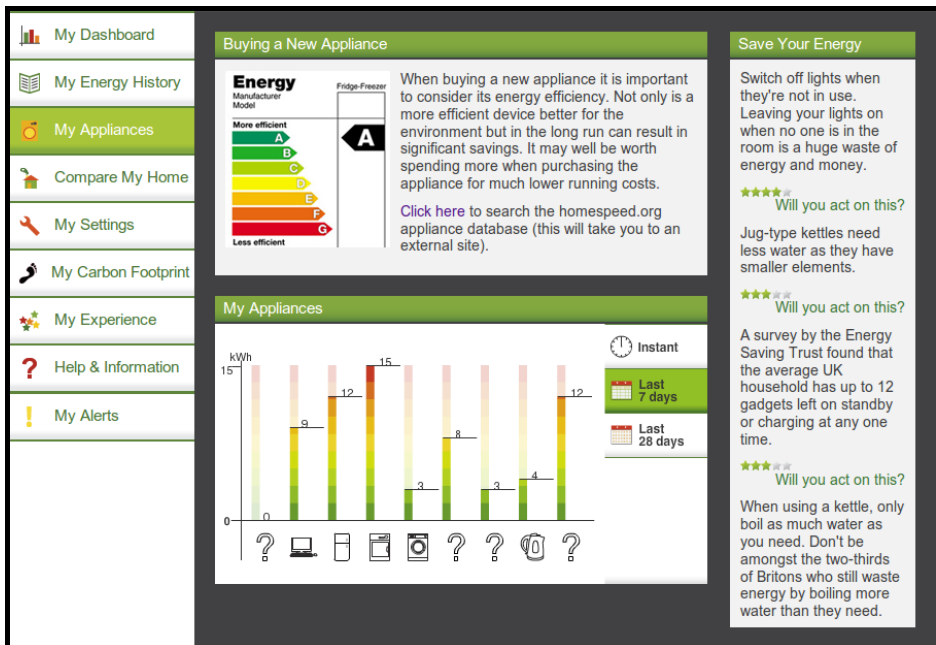 My Dashboard
My Energy History
My Appliances
Compare My Home
My Settings
My Carbon Footprint
My Experience
Help & Information
My Alerts
Buying a New Appliance
Energy
Manufacturer
Model
Fridge-Freezer
More efficient
A
B
C
D
E
F
G
Less efficient
A
When buying a new appliance it is important
to consider its energy efficiency. Not only is a
more efficient device better for the
environment but in the long run can result in
significant savings. It may well be worth
spending more when purchasing the
appliance for much lower running costs.
Click here to search the homespeed.org
appliance database (this will take you to an
external site).
My Appliances
kWh
15
0
0
9
12
15
3
8
3
4
12
? ? ? ?
Instant
Last
7 days
Last
28 days
Save Your Energy
Switch off lights when
they're not in use.
Leaving your lights on
when no one is in the
room is a huge waste of
energy and money.
Will you act on this?
Jug-type kettles need
less water as they have
smaller elements.
Will you act on this?
A survey by the Energy
Saving Trust found that
the average UK
household has up to 12
gadgets left on standby
or charging at any one
time.
Will you act on this?
When using a kettle, only
boil as much water as
you need. Don't be
amongst the two-thirds
of Britons who still waste
energy by boiling more
water than they need.